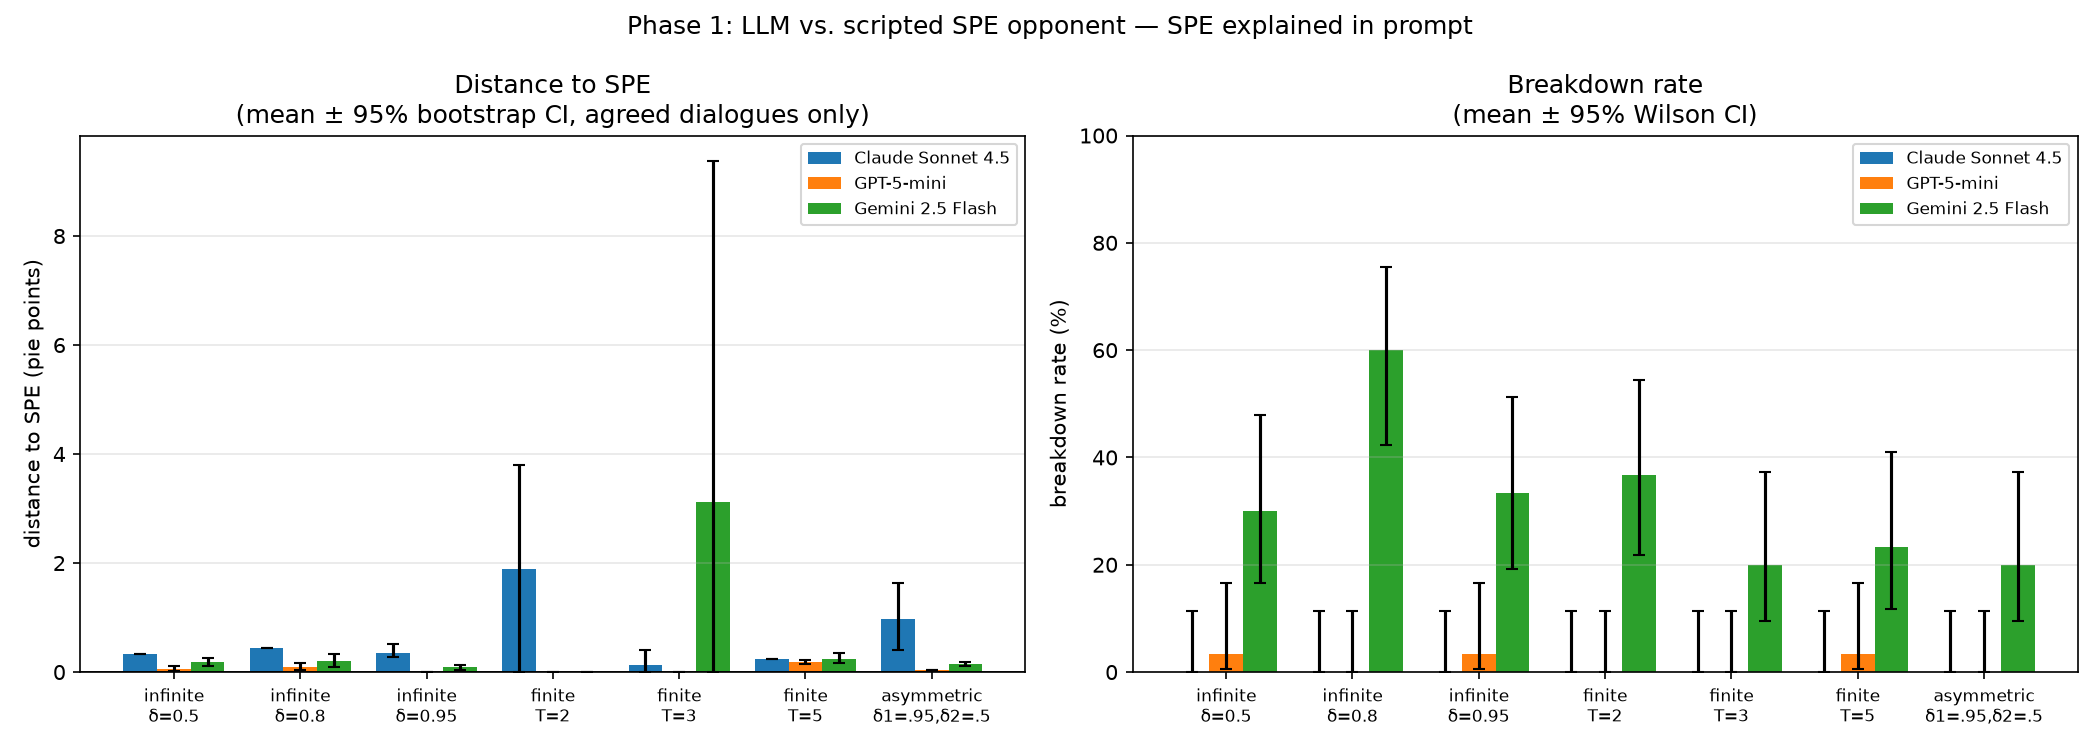 Phase 1: LLM vs. scripted SPE opponent — SPE explained in prompt
Distance to SPE
(mean ± 95% bootstrap CI, agreed dialogues only)
distance to SPE (pie points)
8
6
4
2
0
Claude Sonnet 4.5
GPT-5-mini
Gemini 2.5 Flash
infinite
δ=0.5
infinite
δ=0.8
infinite
δ=0.95
finite
T=2
finite
T=3
finite
T=5
asymmetric
δ1=.95,δ2=.5
Breakdown rate
(mean ± 95% Wilson CI)
breakdown rate (%)
100
80
60
40
20
0
Claude Sonnet 4.5
GPT-5-mini
Gemini 2.5 Flash
infinite
δ=0.5
infinite
δ=0.8
infinite
δ=0.95
finite
T=2
finite
T=3
finite
T=5
asymmetric
δ1=.95,δ2=.5